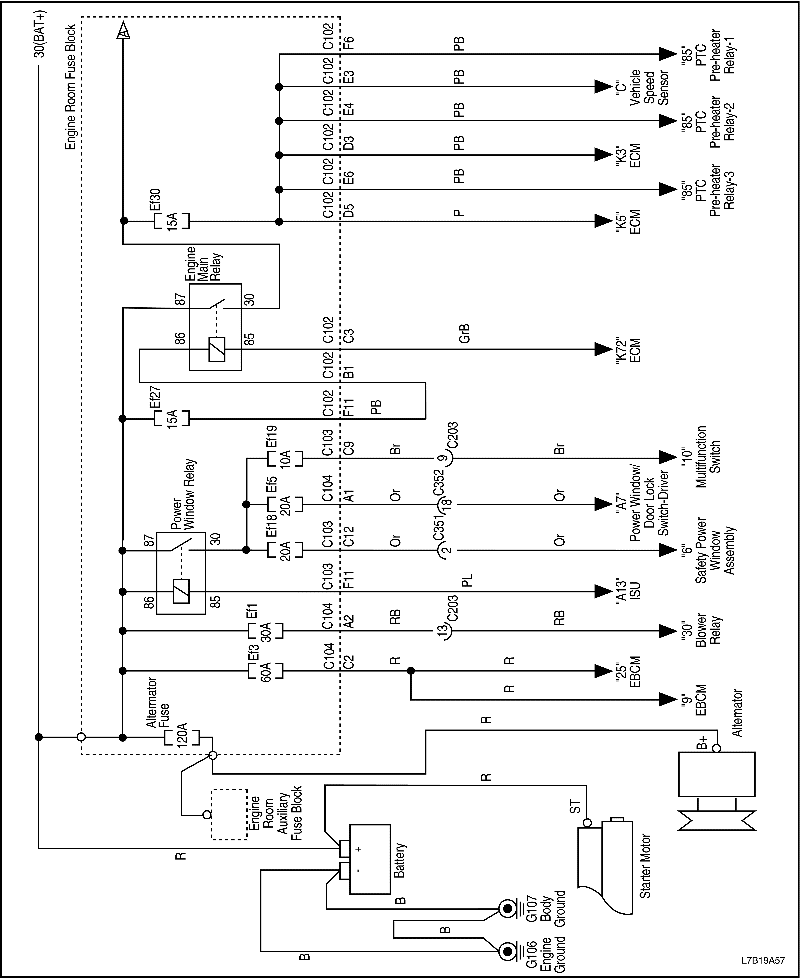 30(BAT+)
Engine Room Fuse Block
A
C102
F6
PB
"85"
PTC
Pre-heater
Relay-1
C102
E3
PB
"C"
Vehicle
Speed
Sensor
C102
E4
PB
"85"
PTC
Pre-heater
Relay-2
C102
D3
PB
"K3"
ECM
C102
E6
PB
"85"
PTC
Pre-heater
Relay-3
Ef30
15A
C102
D5
P
"K5"
ECM
Engine
Main
Relay
87
30
86
85
C102
C3
GrB
"K72"
ECM
C102
B1
Ef27
15A
C102
F11
PB
Ef19
10A
C103
C9
Br
9
C203
Br
"10"
Multifunction
Switch
Ef5
20A
C104
A1
Or
18
C352
Or
"A7"
Power Window/
Door Lock
Switch-Driver
Power
Window Relay
87
30
86
85
Ef18
20A
C103
C12
Or
2
C351
Or
"6"
Safety Power
Window
Assembly
C103
F11
PL
"A13"
ISU
Ef1
30A
C104
A2
RB
13
C203
RB
"30"
Blower
Relay
Ef3
60A
C104
C2
R
R
"25"
EBCM
R
"9"
EBCM
Altermator
Fuse
120A
R
B+
Altemator
Engine
Room
Auxiliary
Fuse Block
R
R
ST
Starter Motor
+
-
Battery
B
G107
Body
Ground
B
B
G106
Engine
Ground
L7B19A57